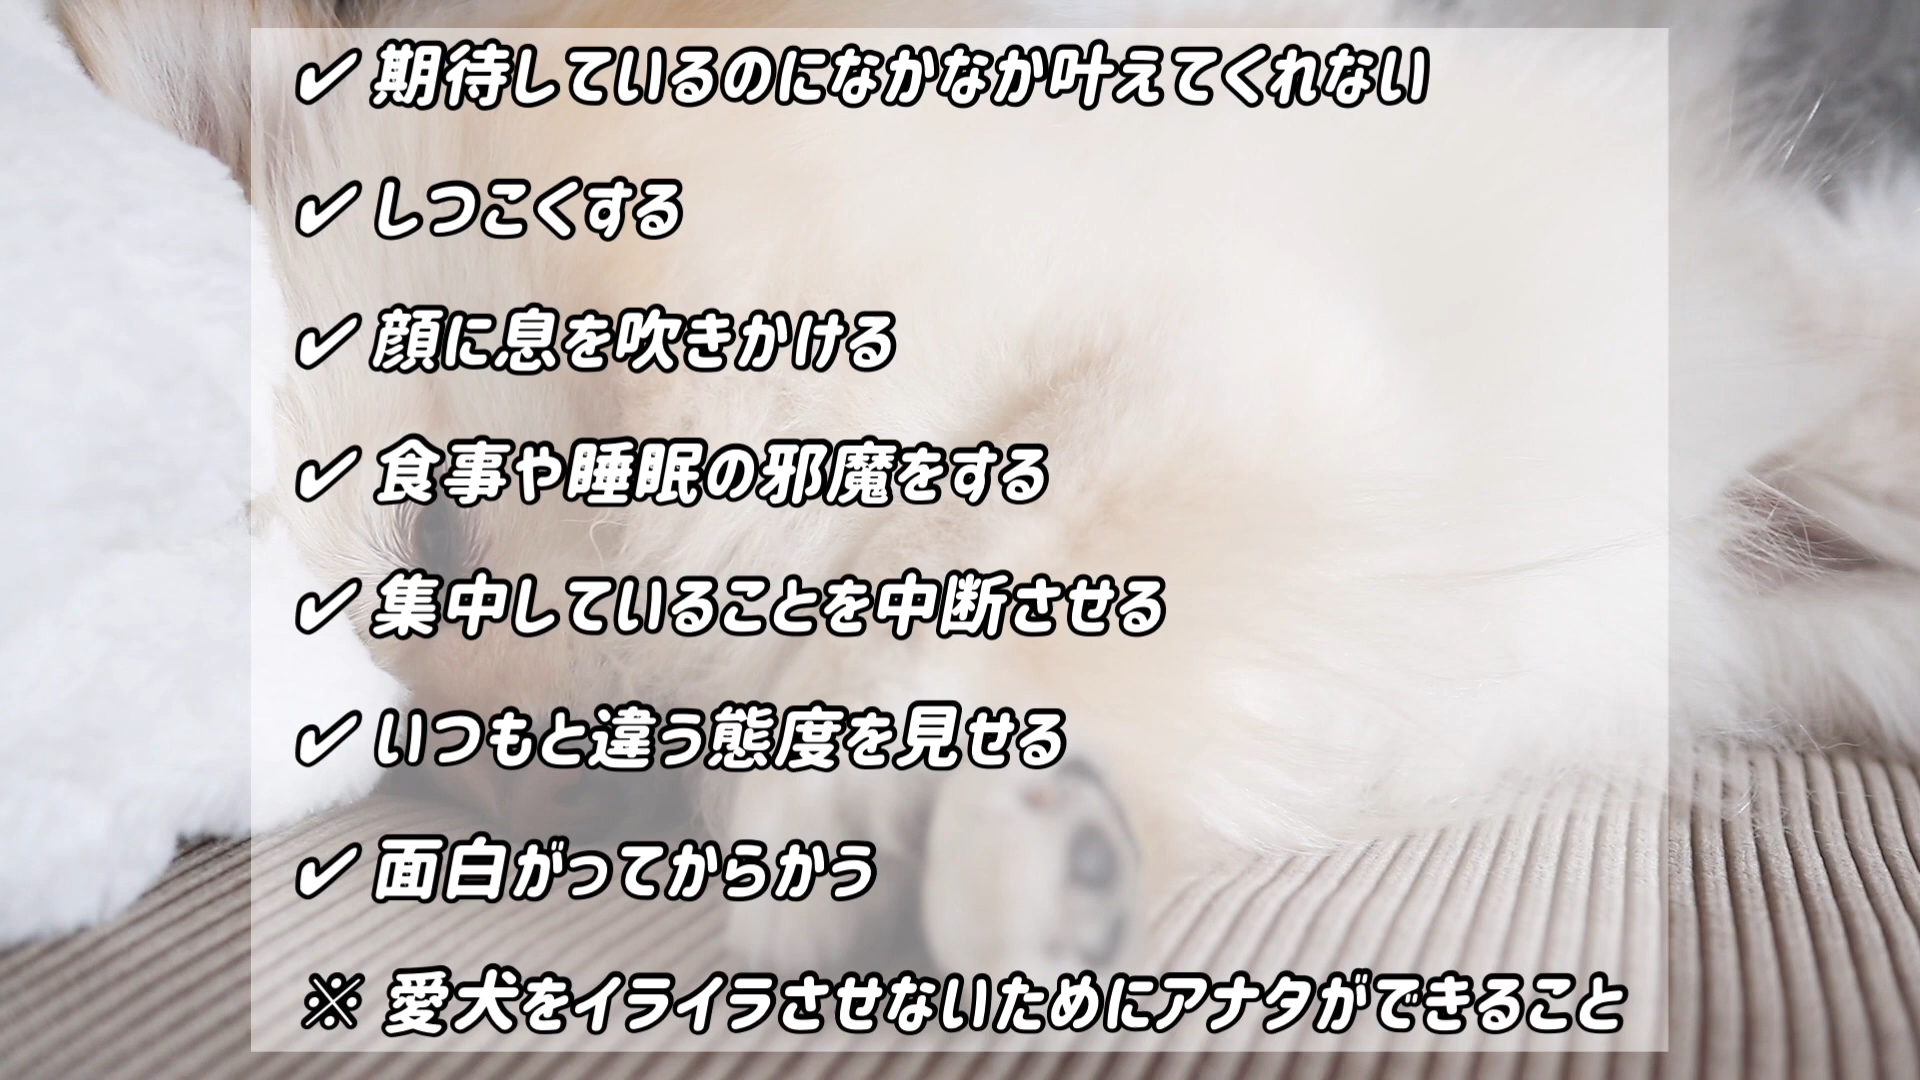 ✔ 期待しているのになかなか叶えてくれない
✔ しつこくする
✔ 顔に息を吹きかける
✔ 食事や睡眠の邪魔をする
✔ 集中していることを中断させる
✔ いつもと違う態度を見せる
✔ 面白がってからかう
※ 愛犬をイライラさせないためにアナタができること